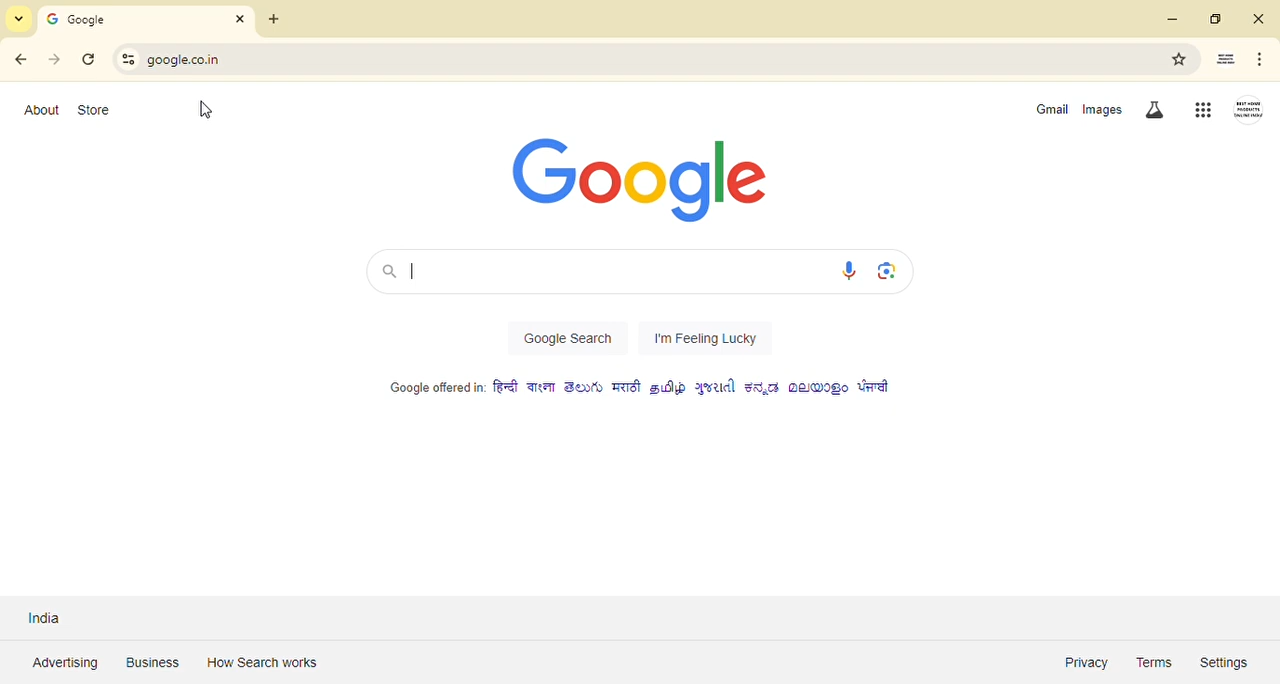 Google
google.co.in
About Store
Gmail Images
Google
Google Search I'm Feeling Lucky
Google offered in: हिन्दी বাংলা తెలుగు मराठी தமிழ் ગુજરાતી ಕನ್ನಡ മലയാളം ਪੰਜਾਬੀ
India
Advertising Business How Search works
Privacy Terms Settings